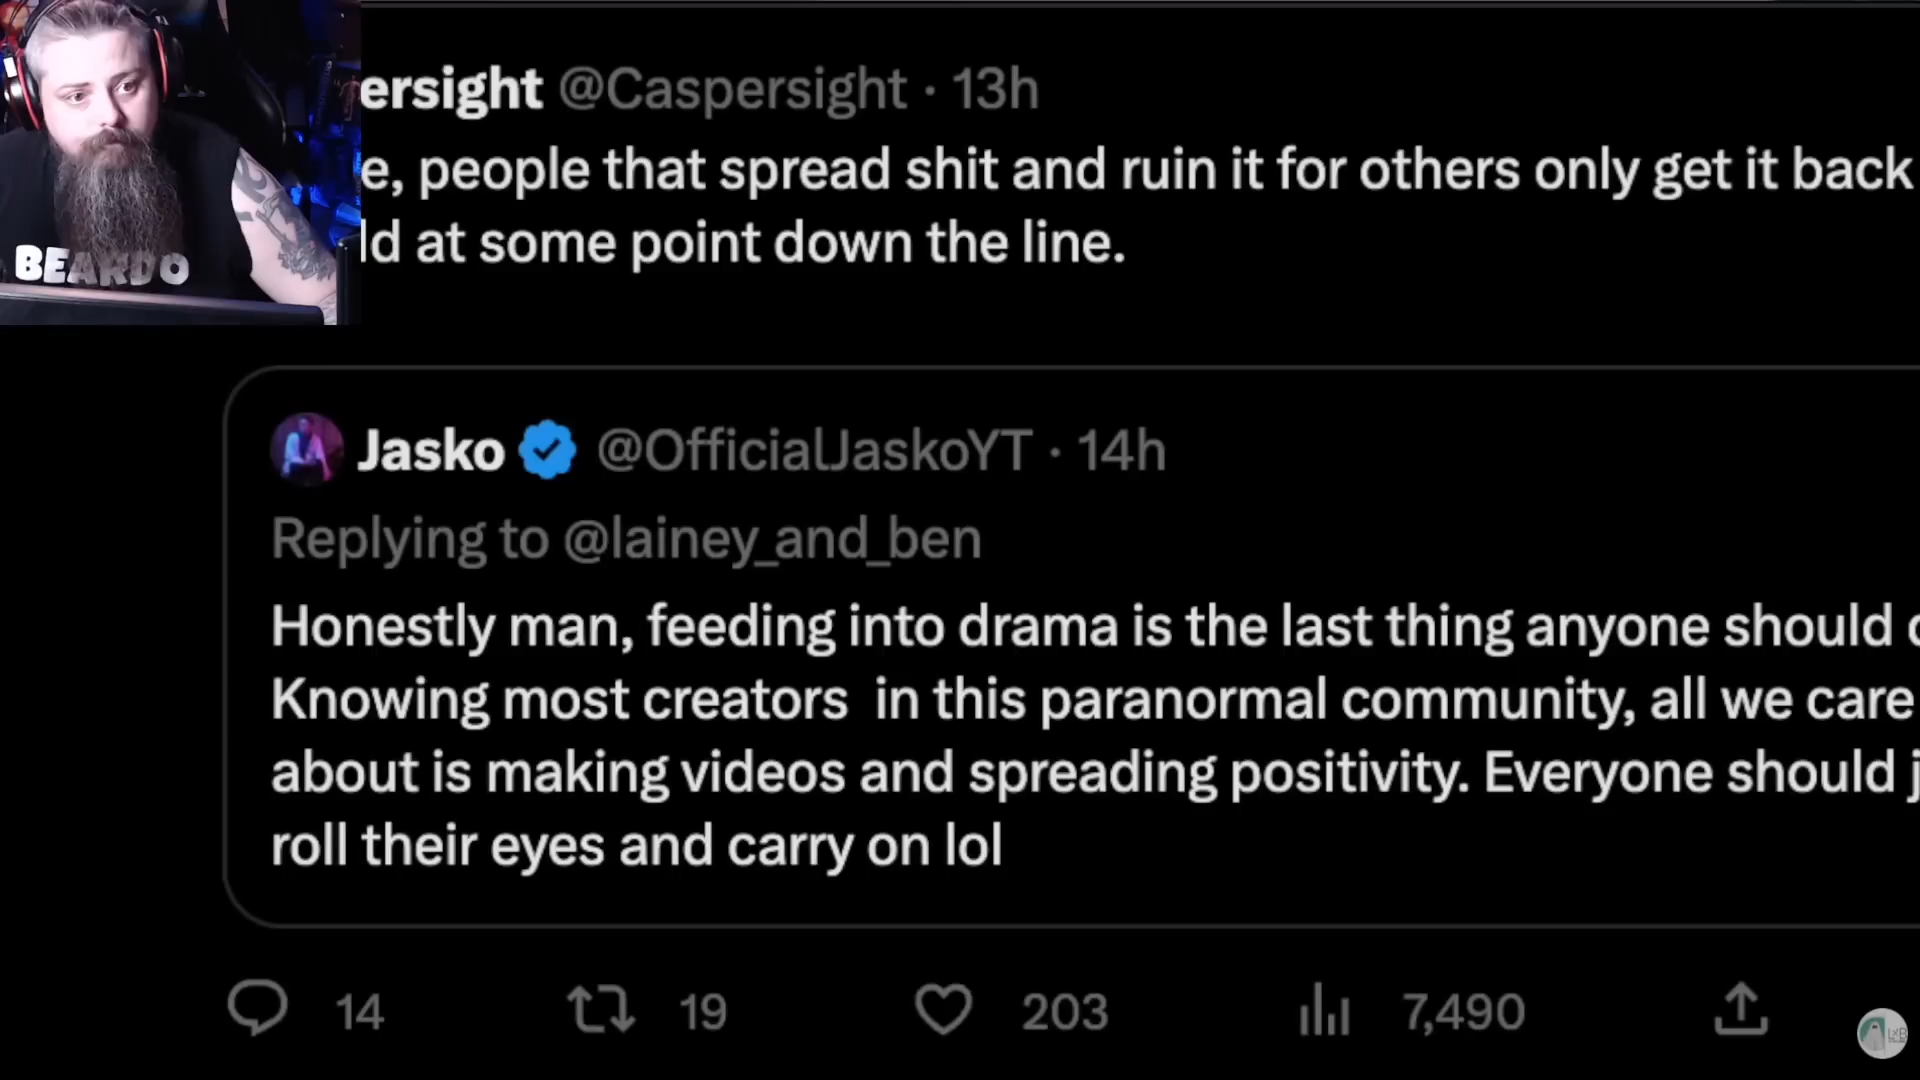 ersight @Caspersight · 13h
e, people that spread shit and ruin it for others only get it back
ld at some point down the line.
BEARDO
Jasko @OfficialJaskoYT · 14h
Replying to @lainey_and_ben
Honestly man, feeding into drama is the last thing anyone should
Knowing most creators in this paranormal community, all we care
about is making videos and spreading positivity. Everyone should j
roll their eyes and carry on lol
14 19 203 7,490
LXB